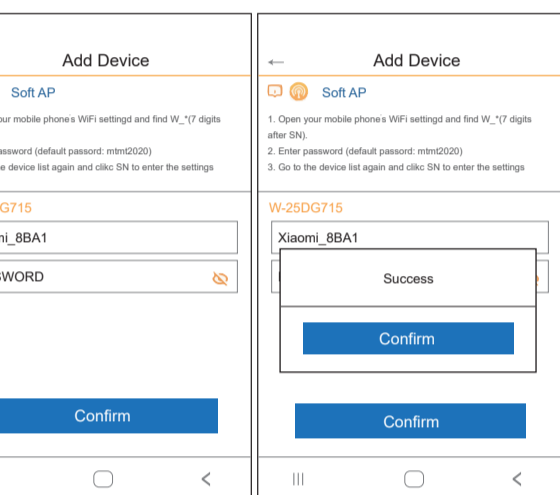 Add Device
Soft AP
our mobile phone's WiFi settingd and find W_*(7 digits
assword (default passord: mtmt2020)
e device list again and clikc SN to enter the settings
G715
mi_8BA1
SWORD
Confirm
Add Device
Soft AP
1. Open your mobile phone's WiFi settingd and find W_*(7 digits
after SN).
2. Enter password (default passord: mtmt2020)
3. Go to the device list again and clikc SN to enter the settings
W-25DG715
Xiaomi_8BA1
Success
Confirm
Confirm